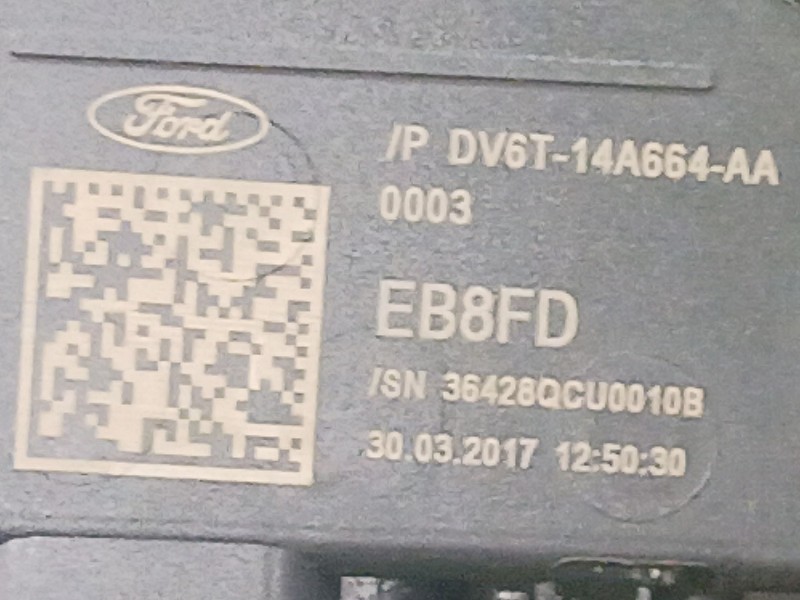 Ford
/P DV6T-14A664-AA
0003
EB8FD
/SN 36428QCU0010B
30.03.2017 12:50:30